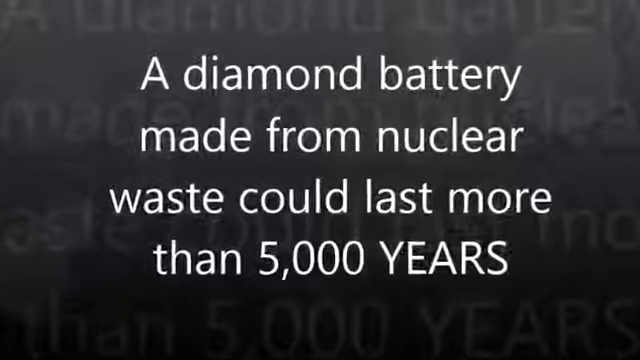 A diamond battery
made from nuclear
waste could last more
than 5,000 YEARS